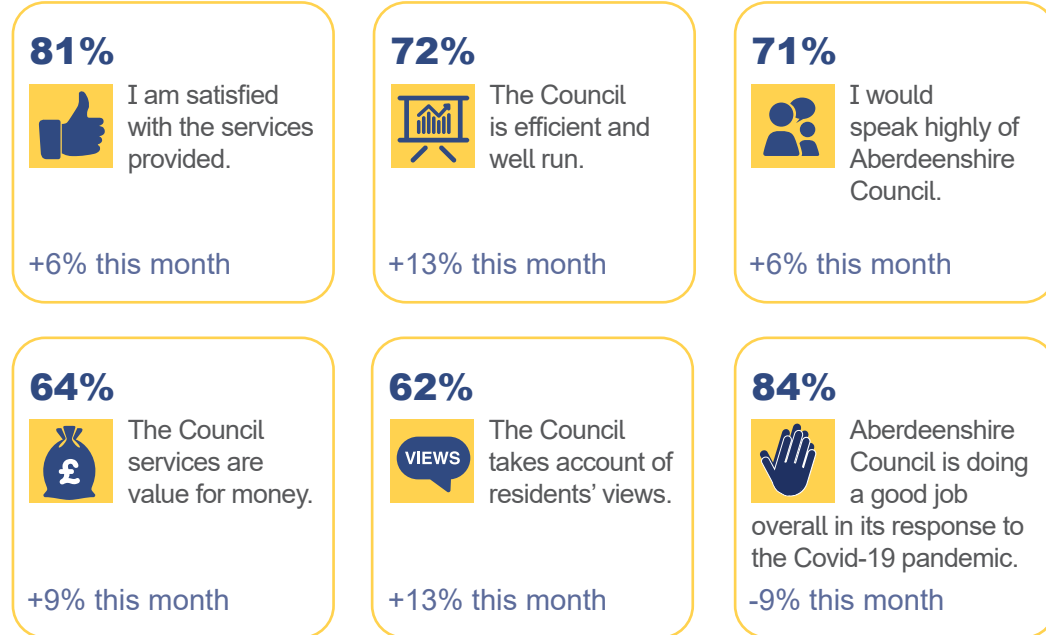 81%
I am satisfied
with the services
provided.
+6% this month
72%
The Council
is efficient and
well run.
+13% this month
71%
I would
speak highly of
Aberdeenshire
Council.
+6% this month
64%
£
The Council
services are
value for money.
+9% this month
62%
VIEWS
The Council
takes account of
residents’ views.
+13% this month
84%
Aberdeenshire
Council is doing
a good job
overall in its response to
the Covid-19 pandemic.
-9% this month